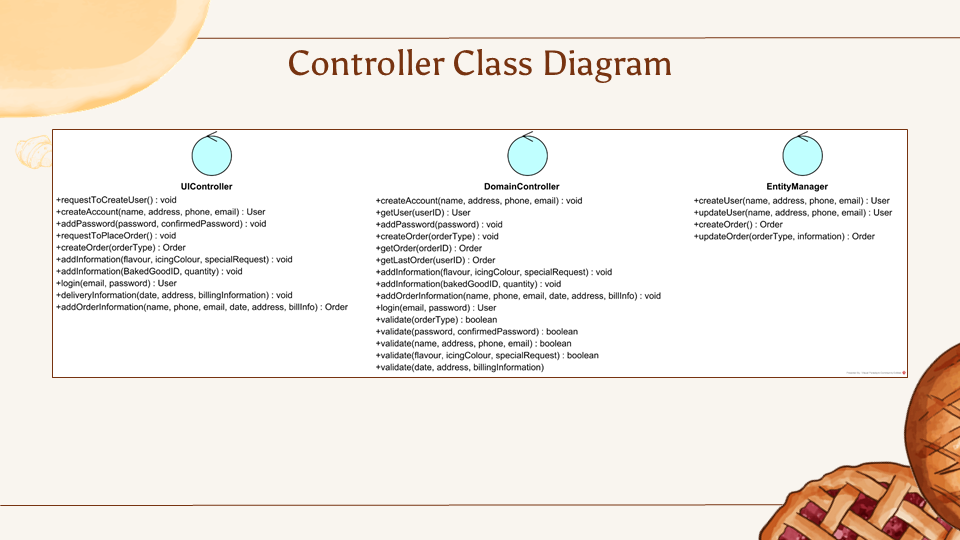 Controller Class Diagram
UIController
+requestToCreateUser() : void
+createAccount(name, address, phone, email) : User
+addPassword(password, confirmedPassword) : void
+requestToPlaceOrder() : void
+createOrder(orderType) : Order
+addInformation(flavour, icingColour, specialRequest) : void
+addInformation(BakedGoodID, quantity) : void
+login(email, password) : User
+deliveryInformation(date, address, billingInformation) : void
+addOrderInformation(name, phone, email, date, address, billInfo) : Order
DomainController
+createAccount(name, address, phone, email) : void
+getUser(userID) : User
+addPassword(password) : void
+createOrder(orderType) : void
+getOrder(orderID) : Order
+getLastOrder(userID) : Order
+addInformation(flavour, icingColour, specialRequest) : void
+addInformation(bakedGoodID, quantity) : void
+addOrderInformation(name, phone, email, date, address, billInfo) : void
+login(email, password) : User
+validate(orderType) : boolean
+validate(password, confirmedPassword) : boolean
+validate(name, address, phone, email) : boolean
+validate(flavour, icingColour, specialRequest) : boolean
+validate(date, address, billingInformation)
EntityManager
+createUser(name, address, phone, email) : User
+updateUser(name, address, phone, email) : User
+createOrder() : Order
+updateOrder(orderType, information) : Order